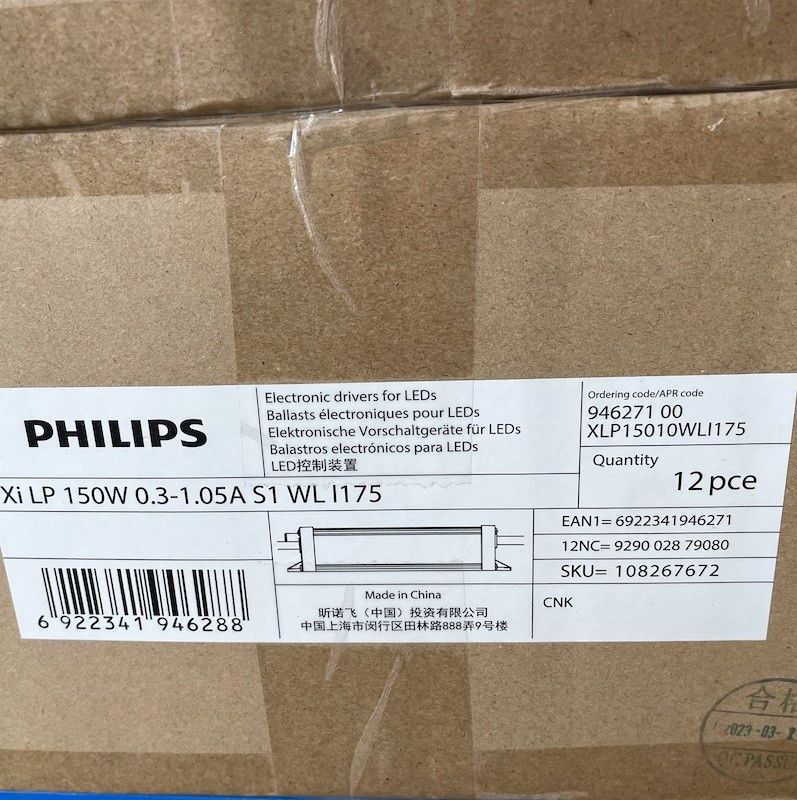 PHILIPS
Electronic drivers for LEDs
Ballasts électroniques pour LEDs
Elektronische Vorschaltgeräte für LEDs
Balastros electrónicos para LEDs
LED控制装置
Ordering code/APR code
946271 00
XLP15010WLI175
Quantity
12pce
Xi LP 150W 0.3-1.05A S1 WL I175
EAN1= 6922341946271
12NC= 9290 028 79080
SKU= 108267672
CNK
6 922341 946288
Made in China
昕诺飞（中国）投资有限公司
中国上海市闵行区田林路888弄9号楼
合格
2023-03-
PASS